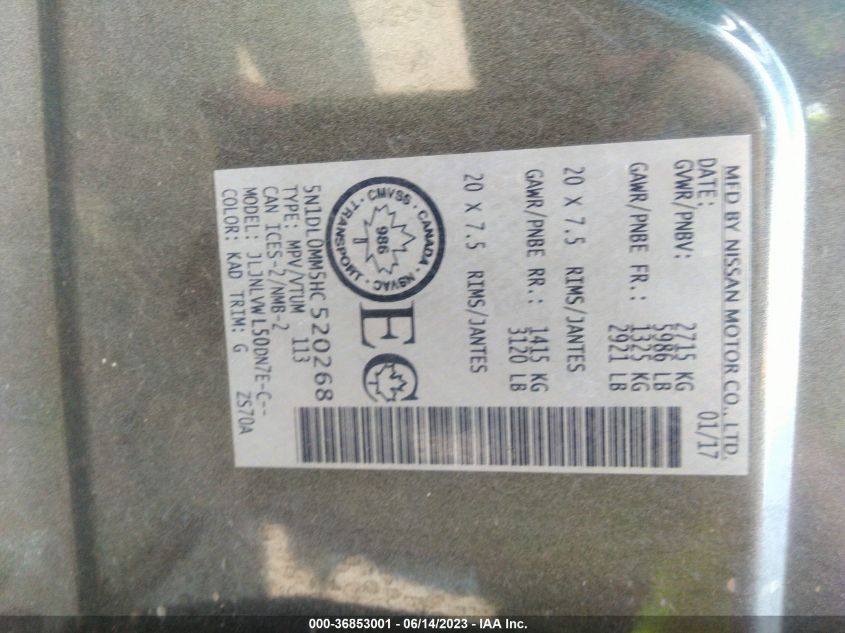 MFD BY NISSAN MOTOR CO., LTD.
DATE: 01/17
GVWR/PNBV: 2715 KG
5986 LB
GAWR/PNBE FR.: 1325 KG
2921 LB
20 X 7.5 RIMS/JANTES
GAWR/PNBE RR.: 1415 KG
3120 LB
20 X 7.5 RIMS/JANTES
EC
CMVSS · CANADA · NSVAC · TRANSPORT
986
5N1DL0MM5HC520268
TYPE: MPV/VTUM 113
CAN ICES-2/NMB-2
MODEL: JLJNLVWL50DN7E-C--
COLOR: KAD TRIM: G ZS70A
000-36853001 - 06/14/2023 - IAA Inc.